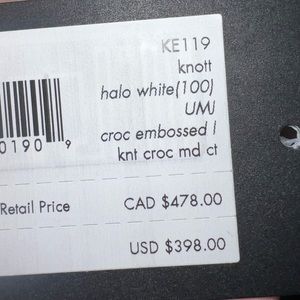 KE119
knott
halo white(100)
UMJ
croc embossed l
knt croc md ct
0190 9
Retail Price CAD $478.00
USD $398.00